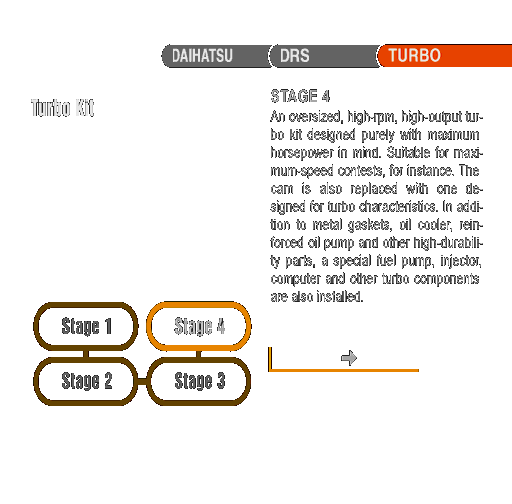 DAIHATSU DRS TURBO
Turbo Kit
STAGE 4
An oversized, high-rpm, high-output tur-
bo kit designed purely with maximum
horsepower in mind. Suitable for maxi-
mum-speed contests, for instance. The
cam is also replaced with one de-
signed for turbo characteristics. In addi-
tion to metal gaskets, oil cooler, rein-
forced oil pump and other high-durabili-
ty parts, a special fuel pump, injector,
computer and other turbo components
are also installed.
Stage 1 Stage 4
Stage 2 Stage 3